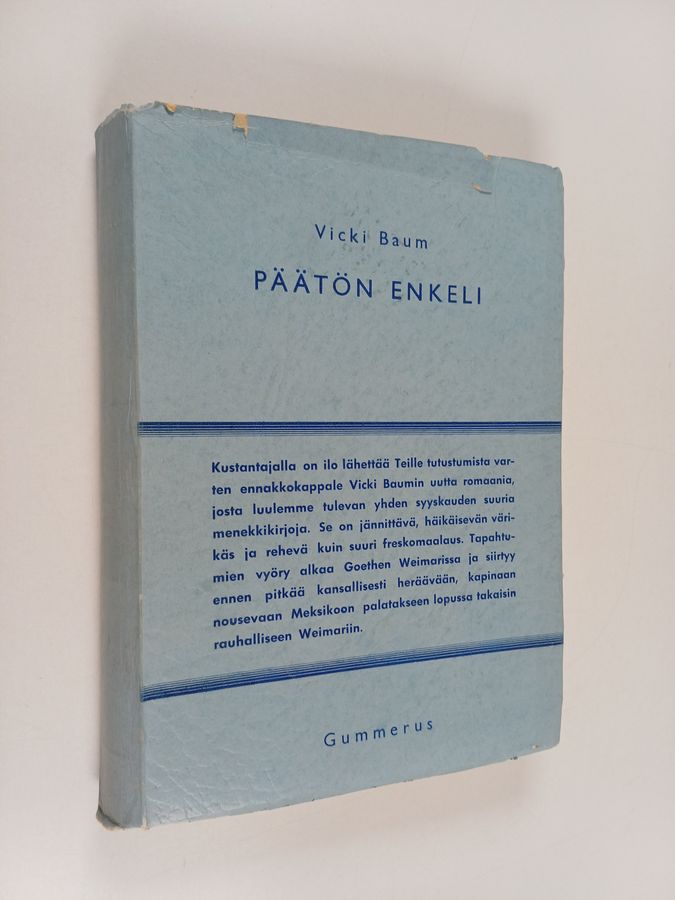 Vicki Baum
PÄÄTÖN ENKELI
Kustantajalla on ilo lähettää Teille tutustumista var-
ten ennakkokappale Vicki Baumin uutta romaania,
josta luulemme tulevan yhden syyskauden suuria
menekkikirjoja. Se on jännittävä, häikäisevän väri-
käs ja rehevä kuin suuri freskomaalaus. Tapahtu-
mien vyöry alkaa Goethen Weimarissa ja siirtyy
ennen pitkää kansallisesti heräävään, kapinaan
nousevaan Meksikoon palatakseen lopussa takaisin
rauhalliseen Weimariin.
Gummerus